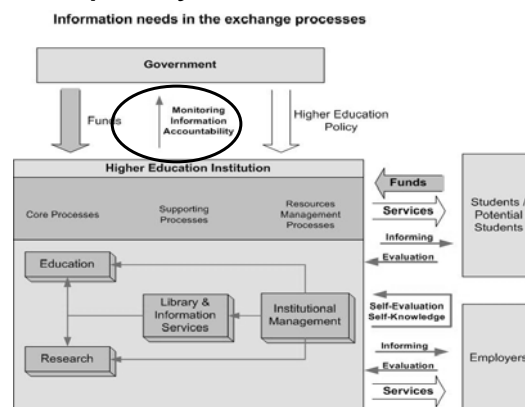 Information needs in the exchange processes
Government
Funds
Monitoring
Information
Accountability
Higher Education
Policy
Higher Education Institution
Core Processes
Supporting
Processes
Resources
Management
Processes
Education
Library &
Information
Services
Institutional
Management
Research
Funds
Services
Informing
Evaluation
Students /
Potential
Students
Self-Evaluation
Self-Knowledge
Informing
Evaluation
Services
Employers